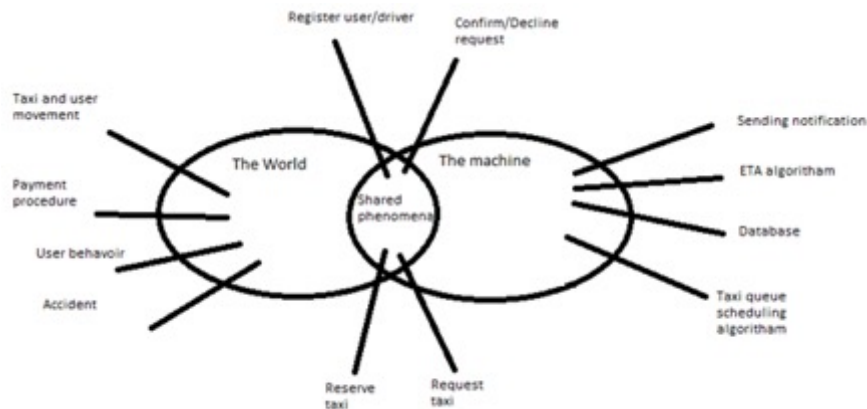 Register user/driver
Confirm/Decline
request
Taxi and user
movement
Sending notification
The World
The machine
ETA algoritham
Payment
procedure
Shared
phenomena
Database
User behavoir
Accident
Taxi queue
scheduling
algoritham
Reserve
taxi
Request
taxi